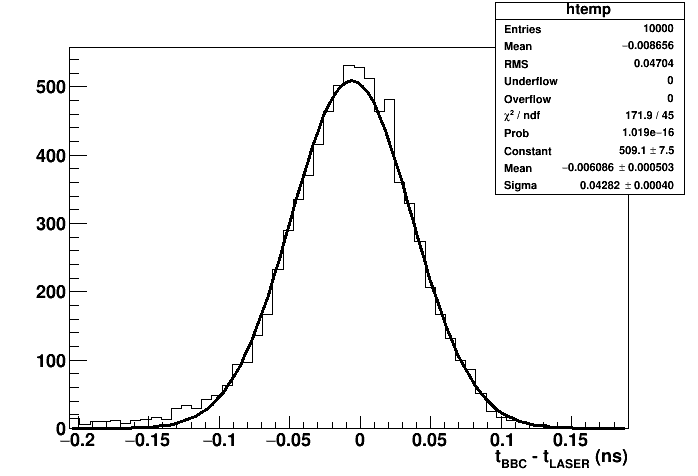 htemp
Entries 10000
Mean −0.008656
RMS 0.04704
Underflow 0
Overflow 0
χ² / ndf 171.9 / 45
Prob 1.019e−16
Constant 509.1 ± 7.5
Mean −0.006086 ± 0.000503
Sigma 0.04282 ± 0.00040
500
400
300
200
100
0
−0.2 −0.15 −0.1 −0.05 0 0.05 0.1 0.15
t_BBC - t_LASER (ns)